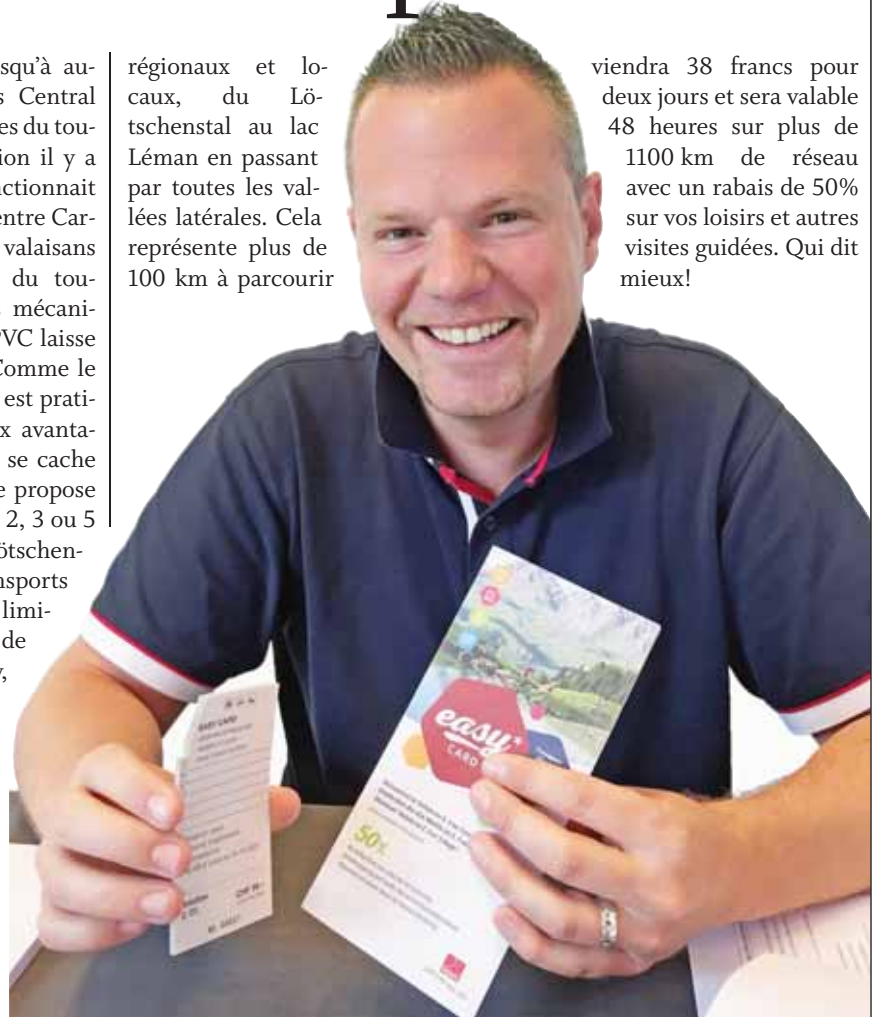 squ'à au-
s Central
es du tou-
ion il y a
nctionnait
entre Car-
valaisans
du tou-
mécani-
PVC laisse
Comme le
est prati-
x avanta-
se cache
e propose
2, 3 ou 5
ötschen-
nsports
limi-
de
régionaux et lo-
caux, du Lö-
tschenstal au lac
Léman en passant
par toutes les val-
lées latérales. Cela
représente plus de
100 km à parcourir
viendra 38 francs pour
deux jours et sera valable
48 heures sur plus de
1100 km de réseau
avec un rabais de 50%
sur vos loisirs et autres
visites guidées. Qui dit
mieux!
EASY CARD
easy
CARD
50%